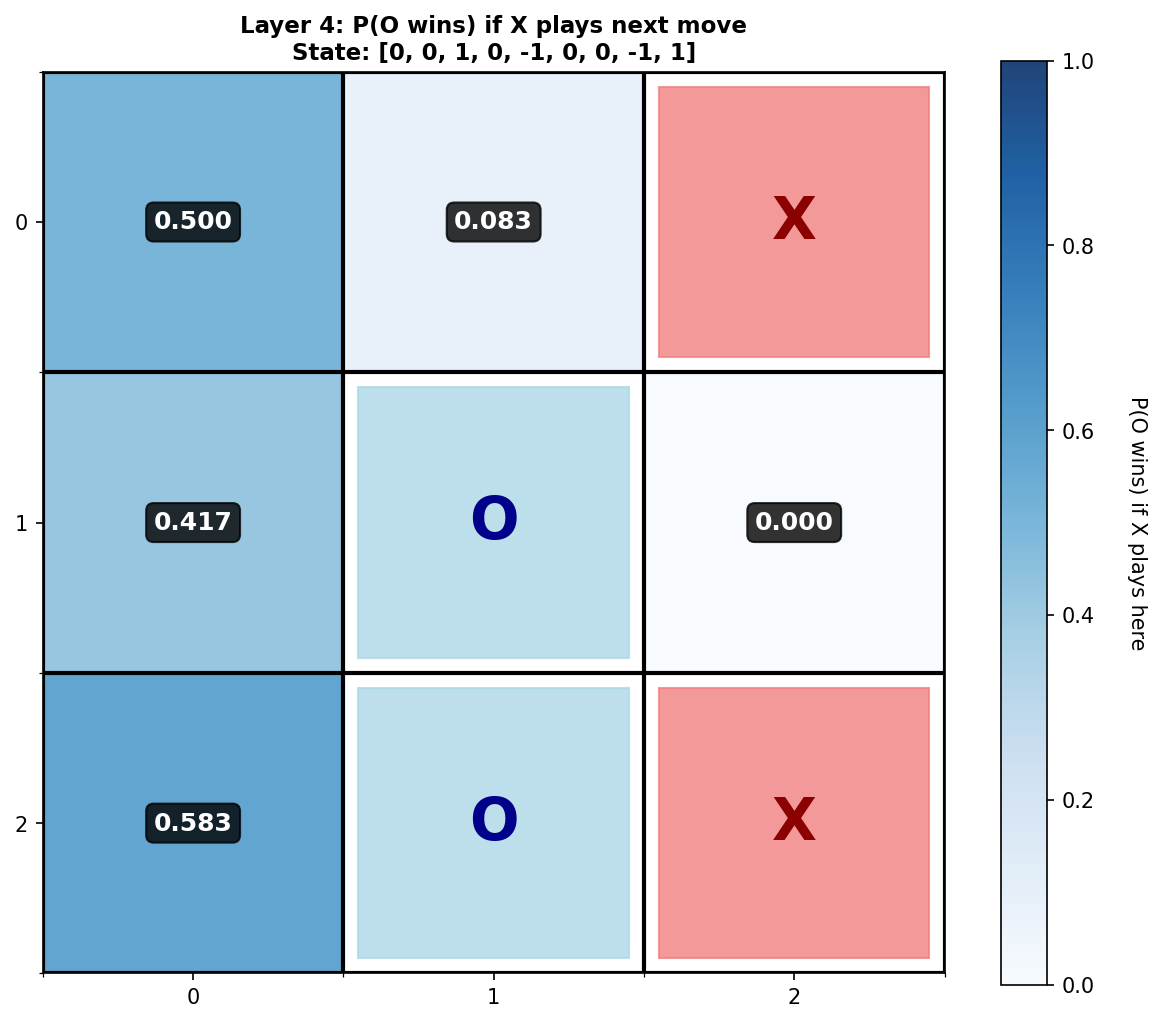 Layer 4: P(O wins) if X plays next move
State: [0, 0, 1, 0, -1, 0, 0, -1, 1]
0
0.500
0.083
X
1
0.417
O
0.000
2
0.583
O
X
0
1
2
1.0
0.8
0.6
0.4
0.2
0.0
P(O wins) if X plays here